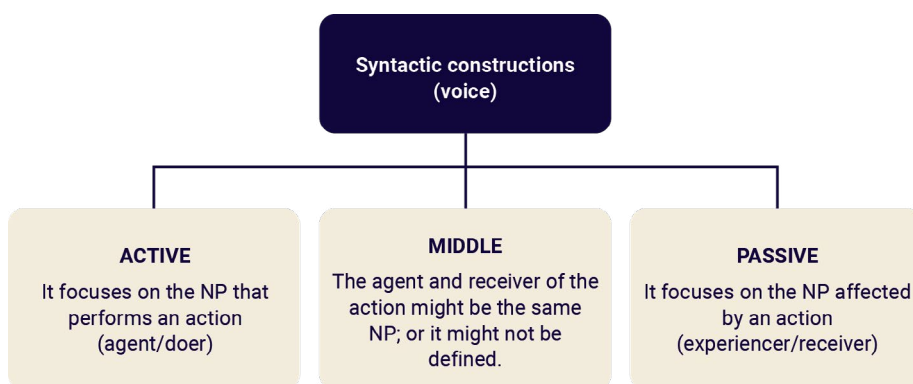 Syntactic constructions
(voice)
ACTIVE
It focuses on the NP that
performs an action
(agent/doer)
MIDDLE
The agent and receiver of the
action might be the same
NP; or it might not be
defined.
PASSIVE
It focuses on the NP affected
by an action
(experiencer/receiver)